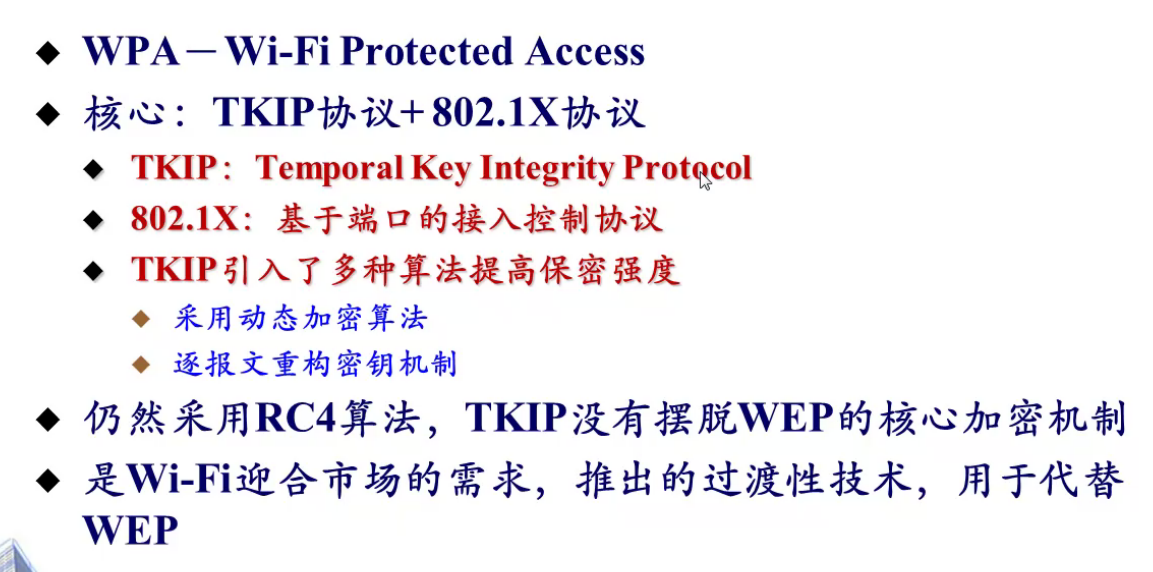 WPA－Wi-Fi Protected Access
核心：TKIP协议+ 802.1X协议
TKIP：Temporal Key Integrity Protocol
802.1X：基于端口的接入控制协议
TKIP引入了多种算法提高保密强度
采用动态加密算法
逐报文重构密钥机制
仍然采用RC4算法，TKIP没有摆脱WEP的核心加密机制
是Wi-Fi迎合市场的需求，推出的过渡性技术，用于代替
WEP